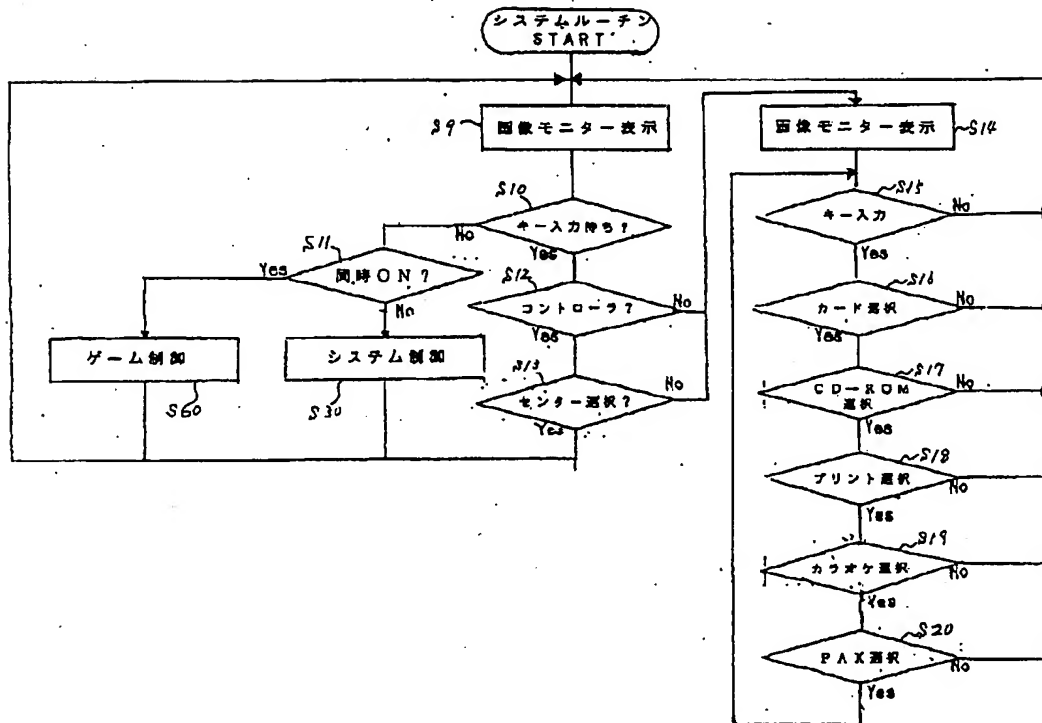 システムルーチン
START
S9
画像モニター表示
S10
キー入力待ち?
No
Yes
S11
同時ON?
Yes
No
S12
コントローラ?
No
Yes
ゲーム制御
S60
システム制御
S30
S13
センター選択?
No
Yes
画像モニター表示
S14
S15
キー入力
No
Yes
S16
カード選択
No
Yes
S17
CD-ROM
選択
No
Yes
S18
プリント選択
No
Yes
S19
カラオケ選択
No
Yes
S20
PAX選択
No
Yes